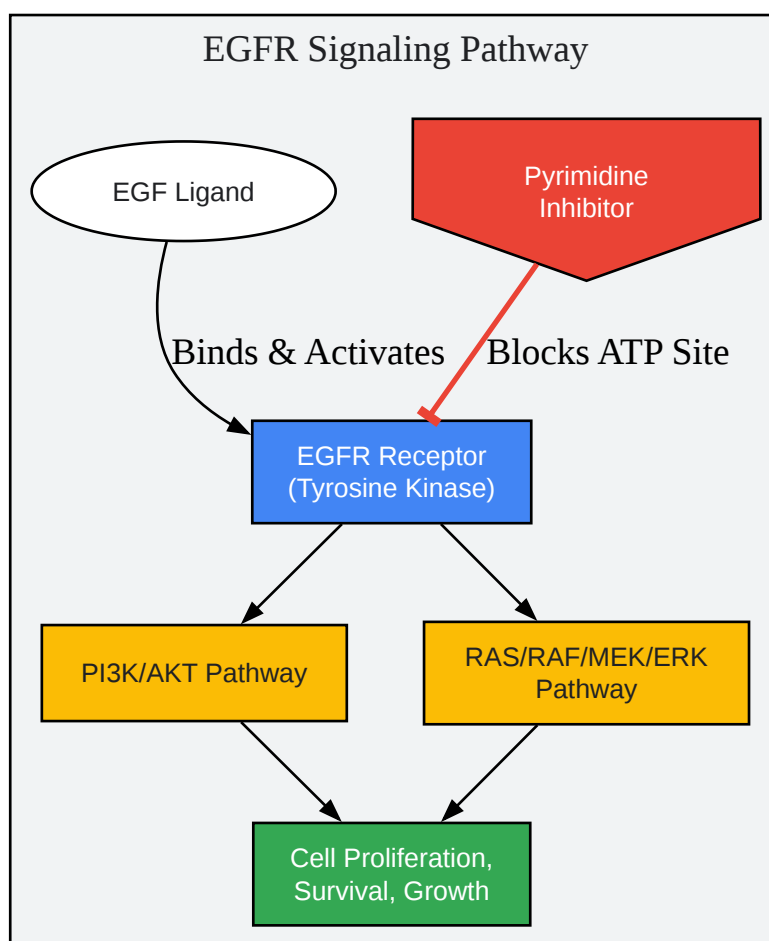 EGFR Signaling Pathway
EGF Ligand
Pyrimidine
Inhibitor
Binds & Activates
Blocks ATP Site
EGFR Receptor
(Tyrosine Kinase)
PI3K/AKT Pathway
RAS/RAF/MEK/ERK
Pathway
Cell Proliferation,
Survival, Growth